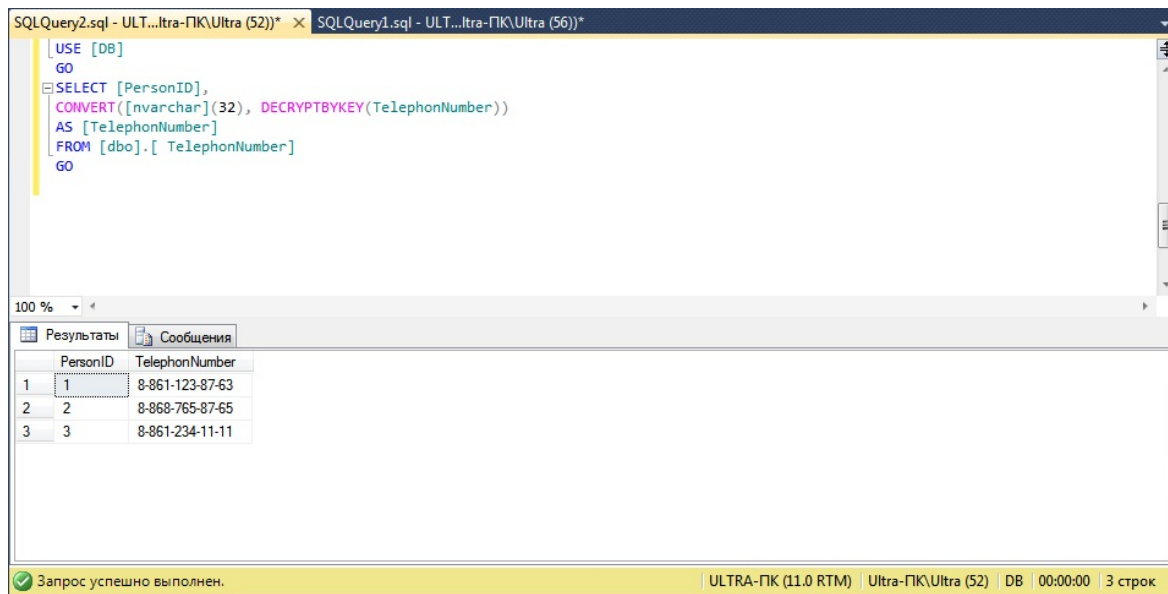 SQLQuery2.sql - ULT...ltra-ПК\Ultra (52))* SQLQuery1.sql - ULT...ltra-ПК\Ultra (56))*
USE [DB]
GO
SELECT [PersonID],
CONVERT([nvarchar](32), DECRYPTBYKEY(TelephonNumber))
AS [TelephonNumber]
FROM [dbo].[ TelephonNumber]
GO
100 %
Результаты Сообщения
PersonID TelephonNumber
1 1 8-861-123-87-63
2 2 8-868-765-87-65
3 3 8-861-234-11-11
Запрос успешно выполнен. ULTRA-ПК (11.0 RTM) Ultra-ПК\Ultra (52) DB 00:00:00 3 строк